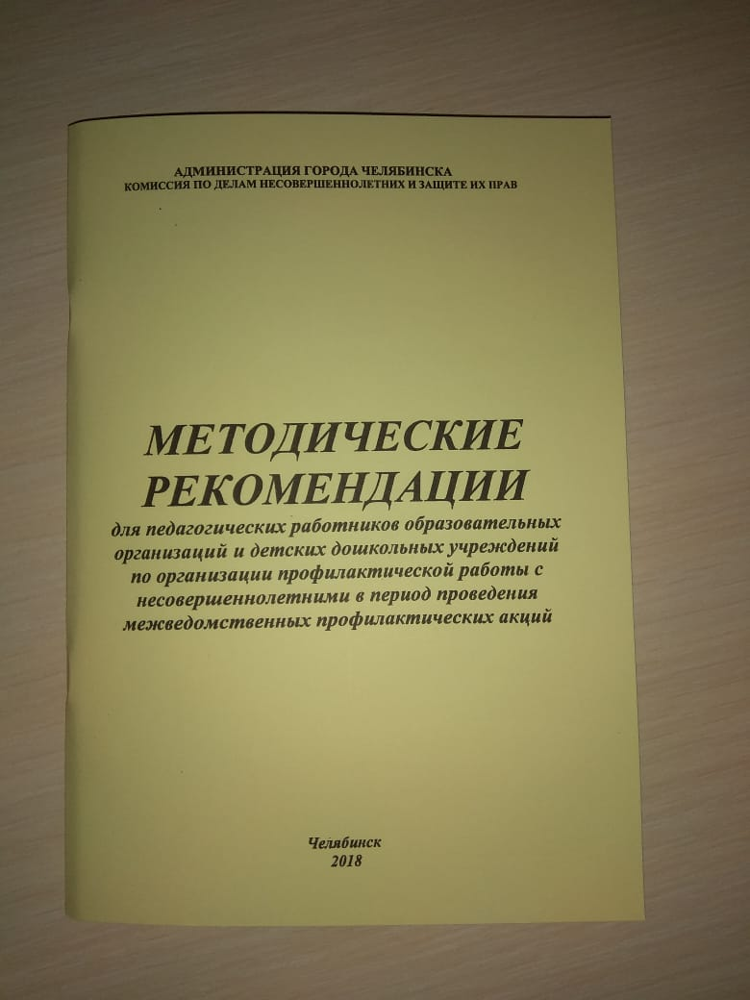 АДМИНИСТРАЦИЯ ГОРОДА ЧЕЛЯБИНСКА
КОМИССИЯ ПО ДЕЛАМ НЕСОВЕРШЕННОЛЕТНИХ И ЗАЩИТЕ ИХ ПРАВ
МЕТОДИЧЕСКИЕ
РЕКОМЕНДАЦИИ
для педагогических работников образовательных
организаций и детских дошкольных учреждений
по организации профилактической работы с
несовершеннолетними в период проведения
межведомственных профилактических акций
Челябинск
2018